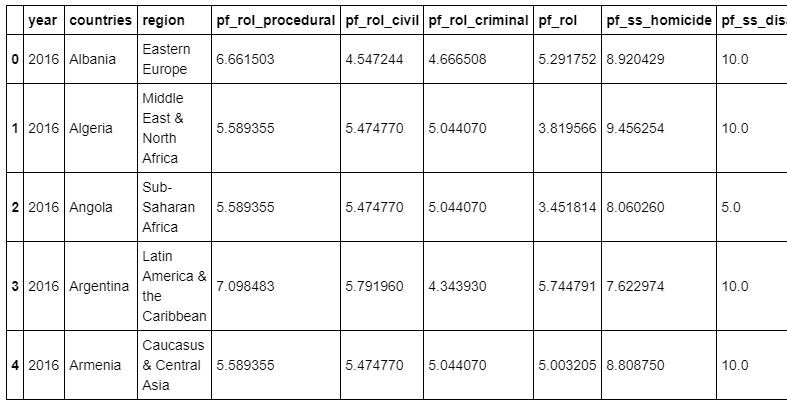 year countries region pf_rol_procedural pf_rol_civil pf_rol_criminal pf_rol pf_ss_homicide pf_ss_disa
0 2016 Albania Eastern Europe 6.661503 4.547244 4.666508 5.291752 8.920429 10.0
1 2016 Algeria Middle East & North Africa 5.589355 5.474770 5.044070 3.819566 9.456254 10.0
2 2016 Angola Sub-Saharan Africa 5.589355 5.474770 5.044070 3.451814 8.060260 5.0
3 2016 Argentina Latin America & the Caribbean 7.098483 5.791960 4.343930 5.744791 7.622974 10.0
4 2016 Armenia Caucasus & Central Asia 5.589355 5.474770 5.044070 5.003205 8.808750 10.0